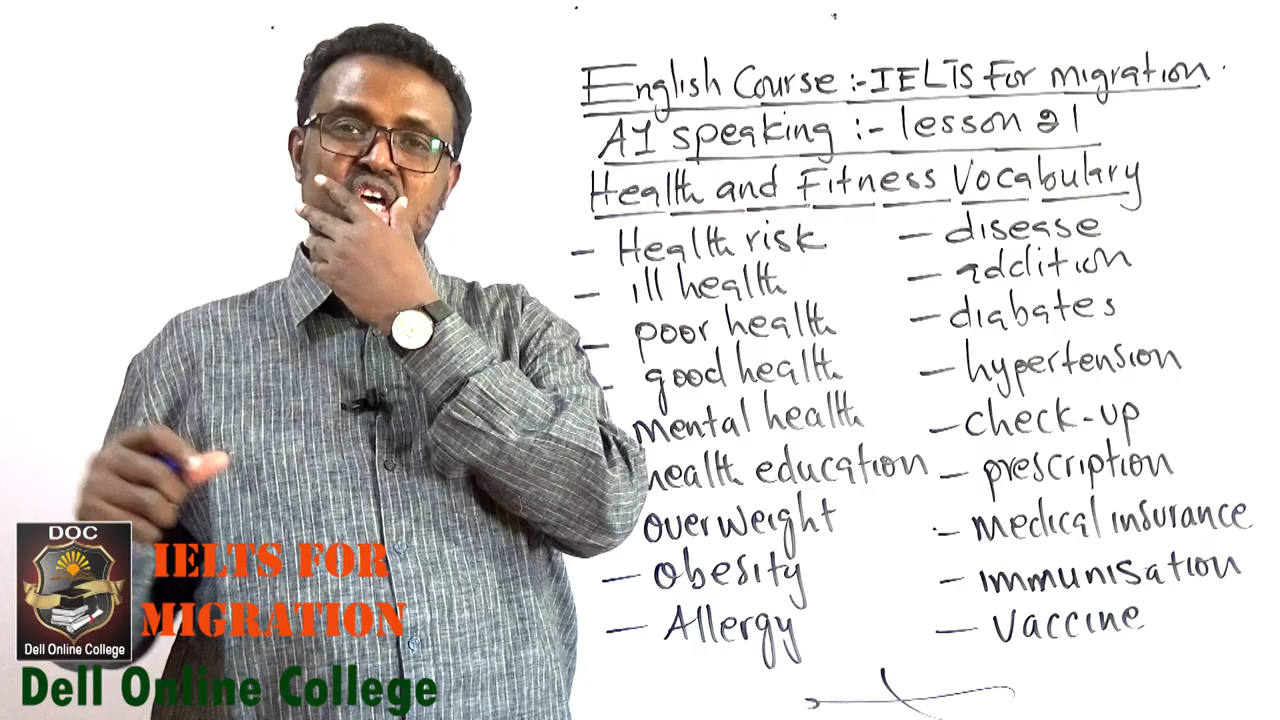 English Course :- IELTS For migration.
AI speaking :- lesson 21
Health and Fitness Vocabulary
- Health risk
- ill health
- poor health
- good health
mental health
health education
overweight
- Obesity
- Allergy
- disease
- addition
- diabates
- hypertension
- check-up
- prescription
- Medical insurance
- immunisation
- Vaccine
DOC
Dell Online College
IELTS FOR
MIGRATION
Dell Online College